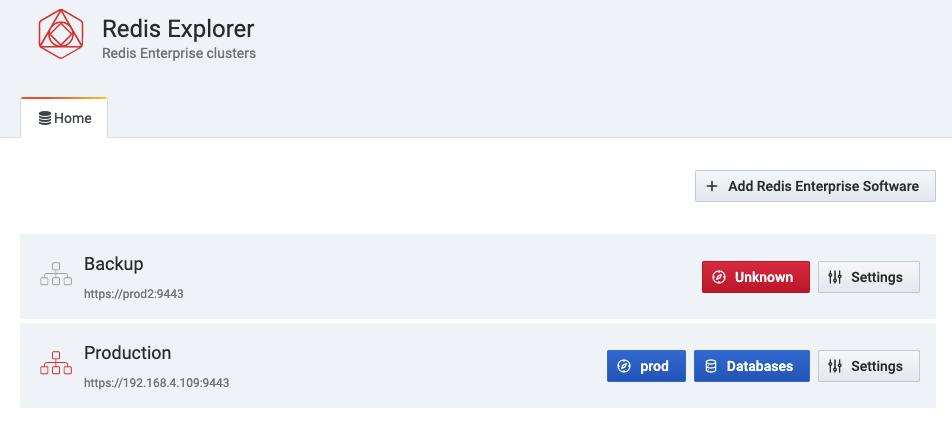 Redis Explorer
Redis Enterprise clusters
Home
+ Add Redis Enterprise Software
Backup
https://prod2:9443
Unknown
Settings
Production
https://192.168.4.109:9443
prod
Databases
Settings